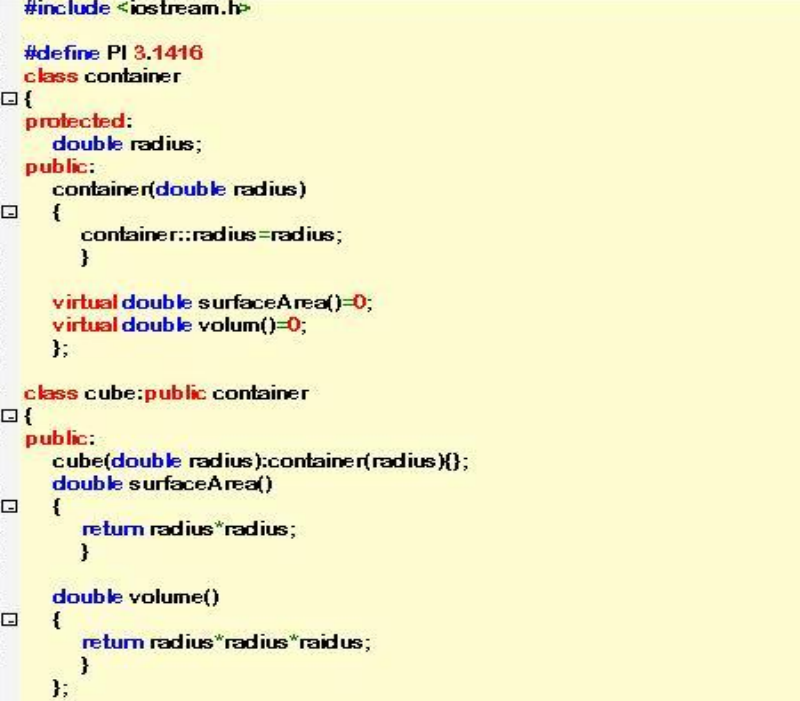 #include <iostream.h>
#define PI 3.1416
class container
{
protected:
double radius;
public:
container(double radius)
{
container::radius=radius;
}
virtual double surfaceArea()=0;
virtual double volum()=0;
};
class cube:public container
{
public:
cube(double radius):container(radius){};
double surfaceArea()
{
return radius*radius;
}
double volume()
{
return radius*radius*raidus;
}
};